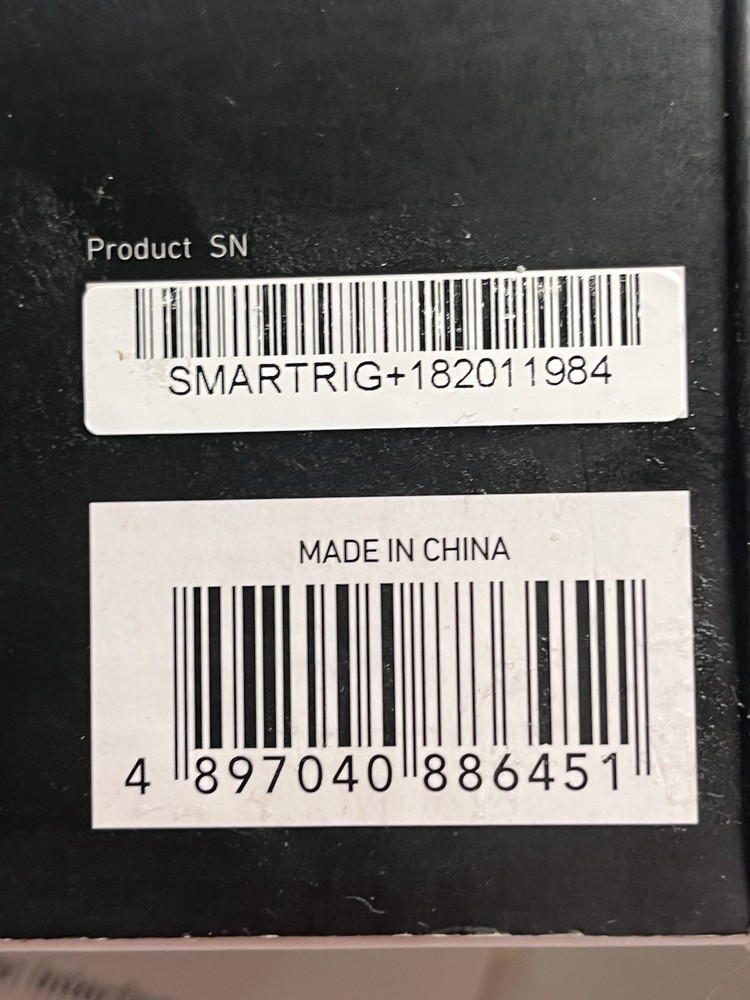 Product SN
SMARTRIG+182011984
MADE IN CHINA
4 897040 886451